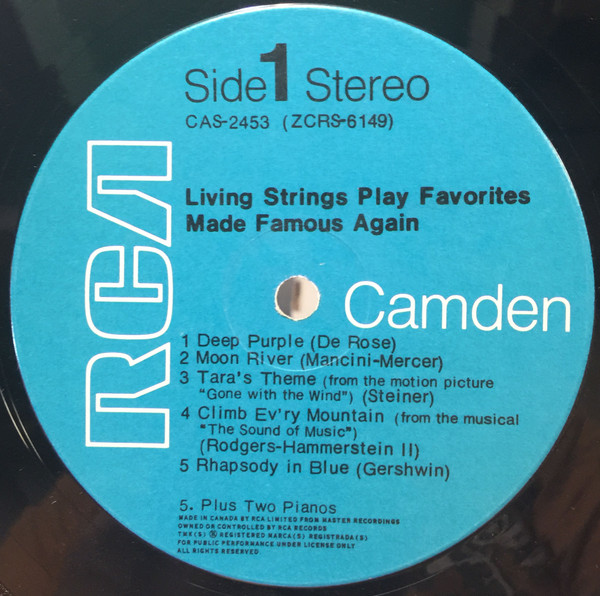 Side 1 Stereo
CAS-2453 (ZCRS-6149)
RCA
Living Strings Play Favorites
Made Famous Again
Camden
1 Deep Purple (De Rose)
2 Moon River (Mancini-Mercer)
3 Tara's Theme (from the motion picture
"Gone with the Wind") (Steiner)
4 Climb Ev'ry Mountain (from the musical
"The Sound of Music")
(Rodgers-Hammerstein II)
5 Rhapsody in Blue (Gershwin)
5. Plus Two Pianos
MADE IN CANADA BY RCA LIMITED FROM MASTER RECORDINGS
OWNED OR CONTROLLED BY RCA RECORDS
TMK(S) ® REGISTERED MARCA(S) REGISTRADA(S)
FOR PUBLIC PERFORMANCE UNDER LICENSE ONLY
ALL RIGHTS RESERVED